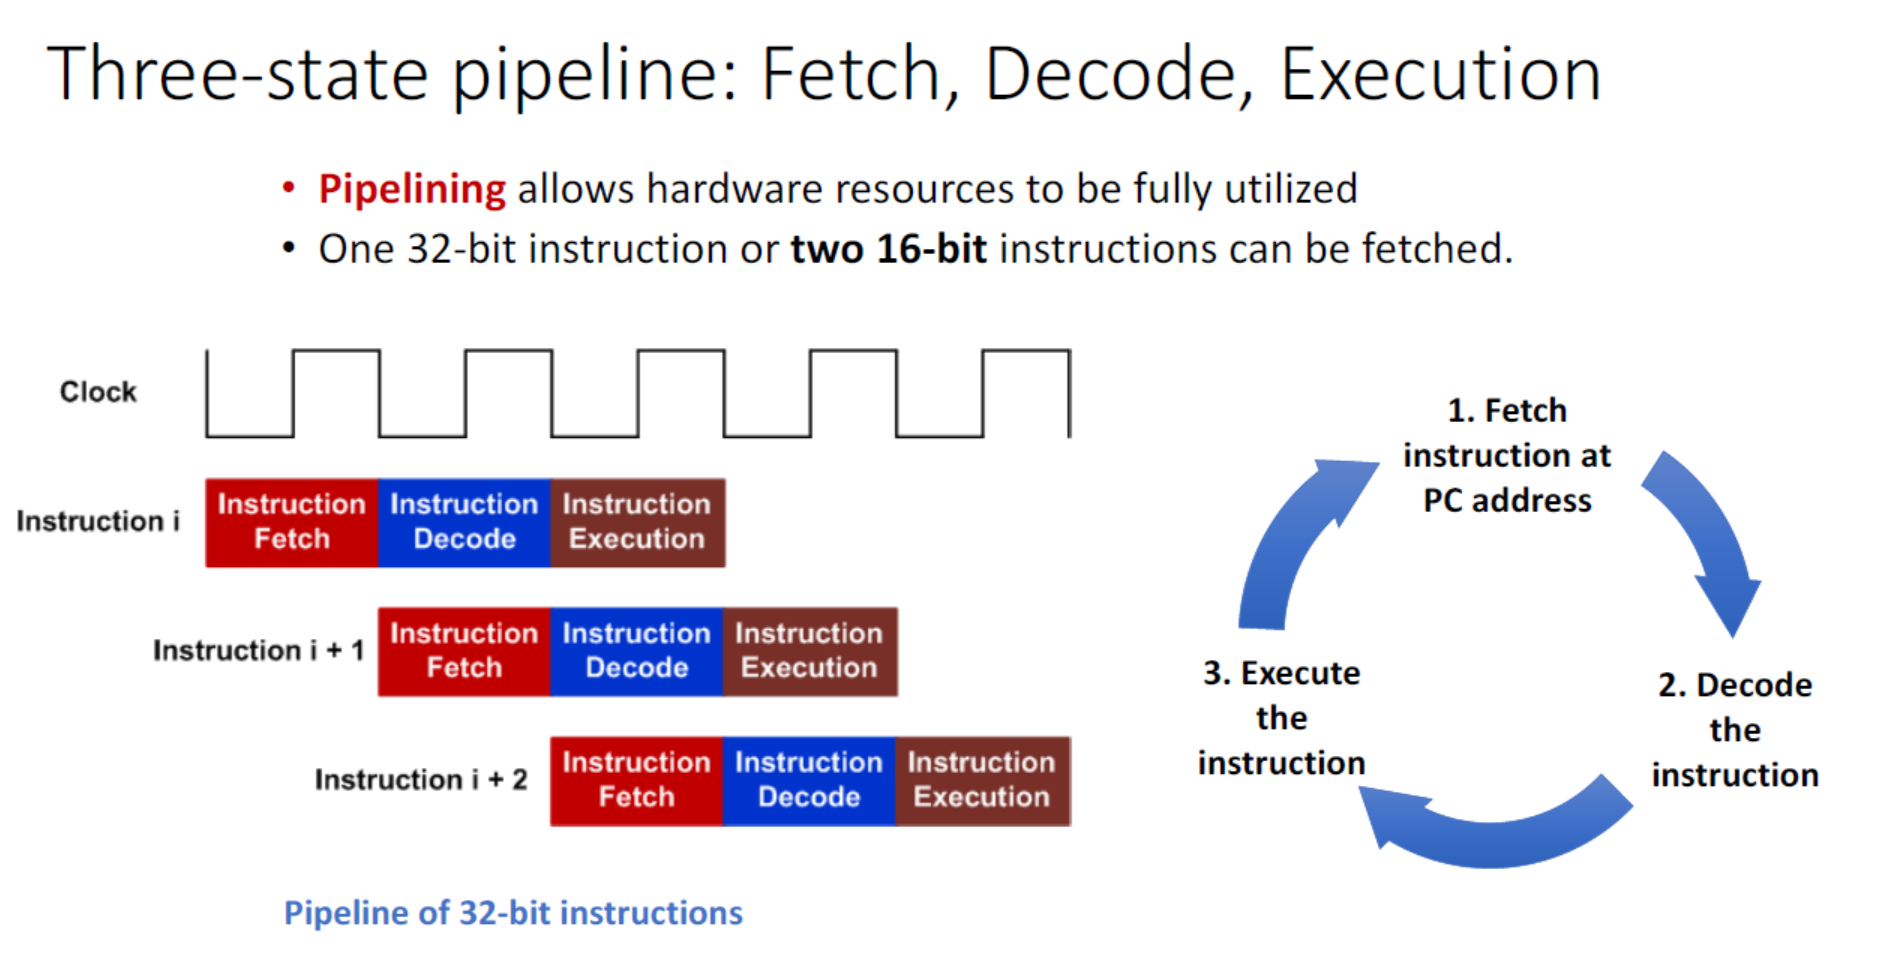 Three-state pipeline: Fetch, Decode, Execution
• Pipelining allows hardware resources to be fully utilized
• One 32-bit instruction or two 16-bit instructions can be fetched.
Clock
Instruction i
Instruction
Fetch
Instruction
Decode
Instruction
Execution
Instruction i + 1
Instruction
Fetch
Instruction
Decode
Instruction
Execution
Instruction i + 2
Instruction
Fetch
Instruction
Decode
Instruction
Execution
Pipeline of 32-bit instructions
1. Fetch
instruction at
PC address
2. Decode
the
instruction
3. Execute
the
instruction